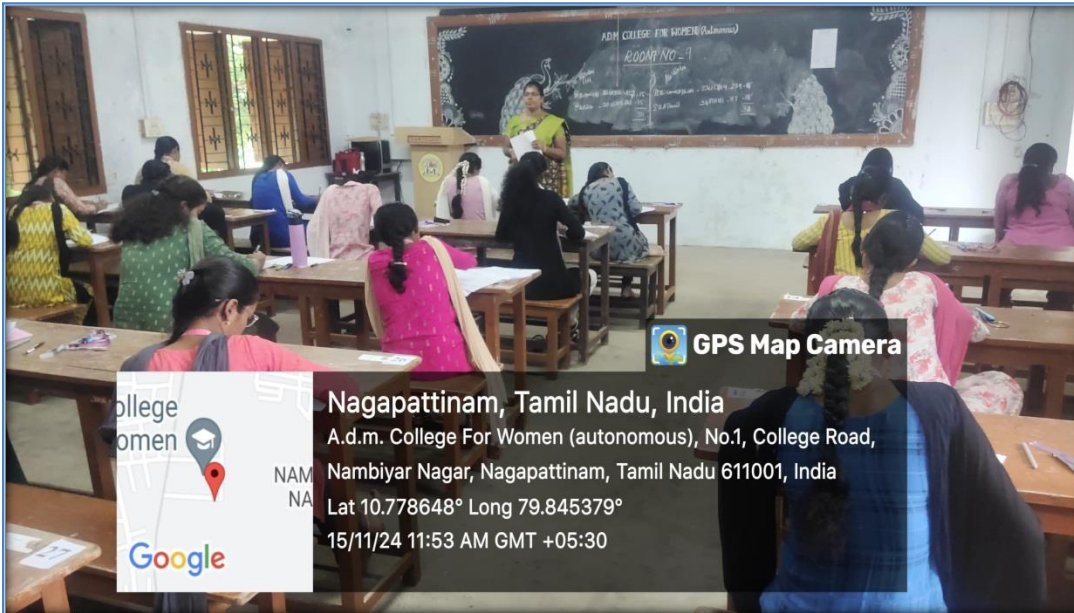 A.D.M COLLEGE FOR WOMEN (Autonomous)
ROOM NO-9
26
GPS Map Camera
ollege
omen
NAM
NA
Google
Nagapattinam, Tamil Nadu, India
A.d.m. College For Women (autonomous), No.1, College Road,
Nambiyar Nagar, Nagapattinam, Tamil Nadu 611001, India
Lat 10.778648° Long 79.845379°
15/11/24 11:53 AM GMT +05:30
27